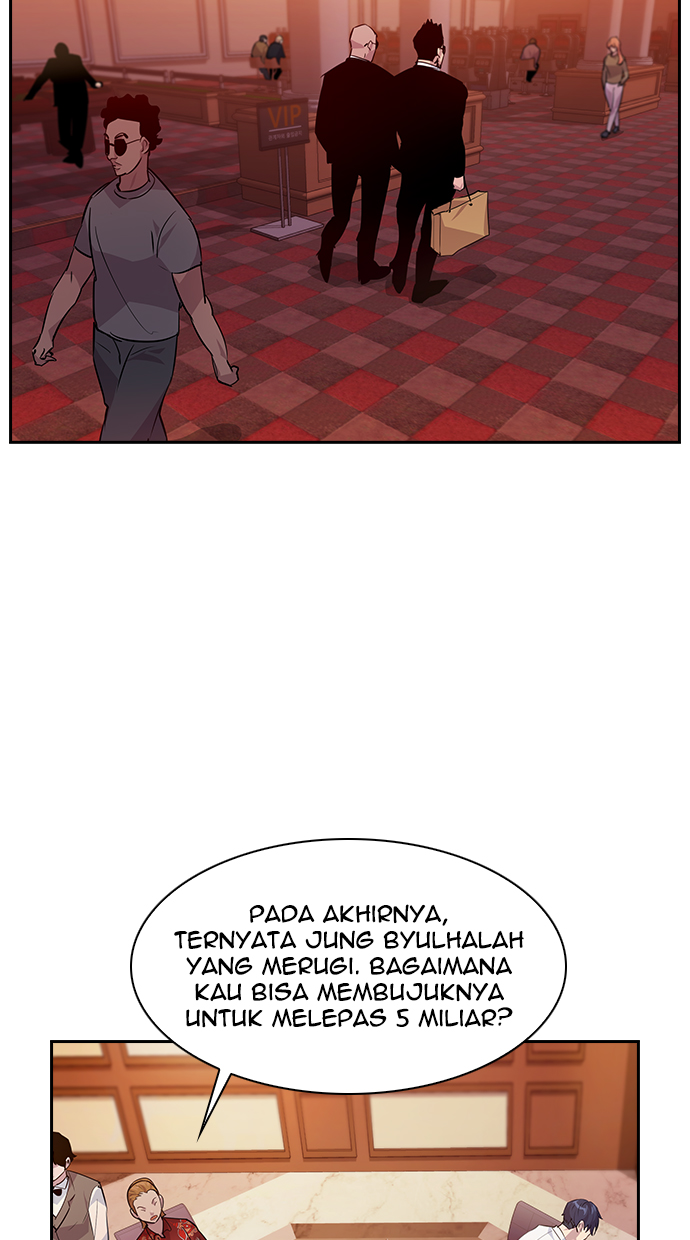 VIP
PADA AKHIRNYA,
TERNYATA JUNG BYULHALAH
YANG MERUGI. BAGAIMANA
KAU BISA MEMBUJUKNYA
UNTUK MELEPAS 5 MILIAR?